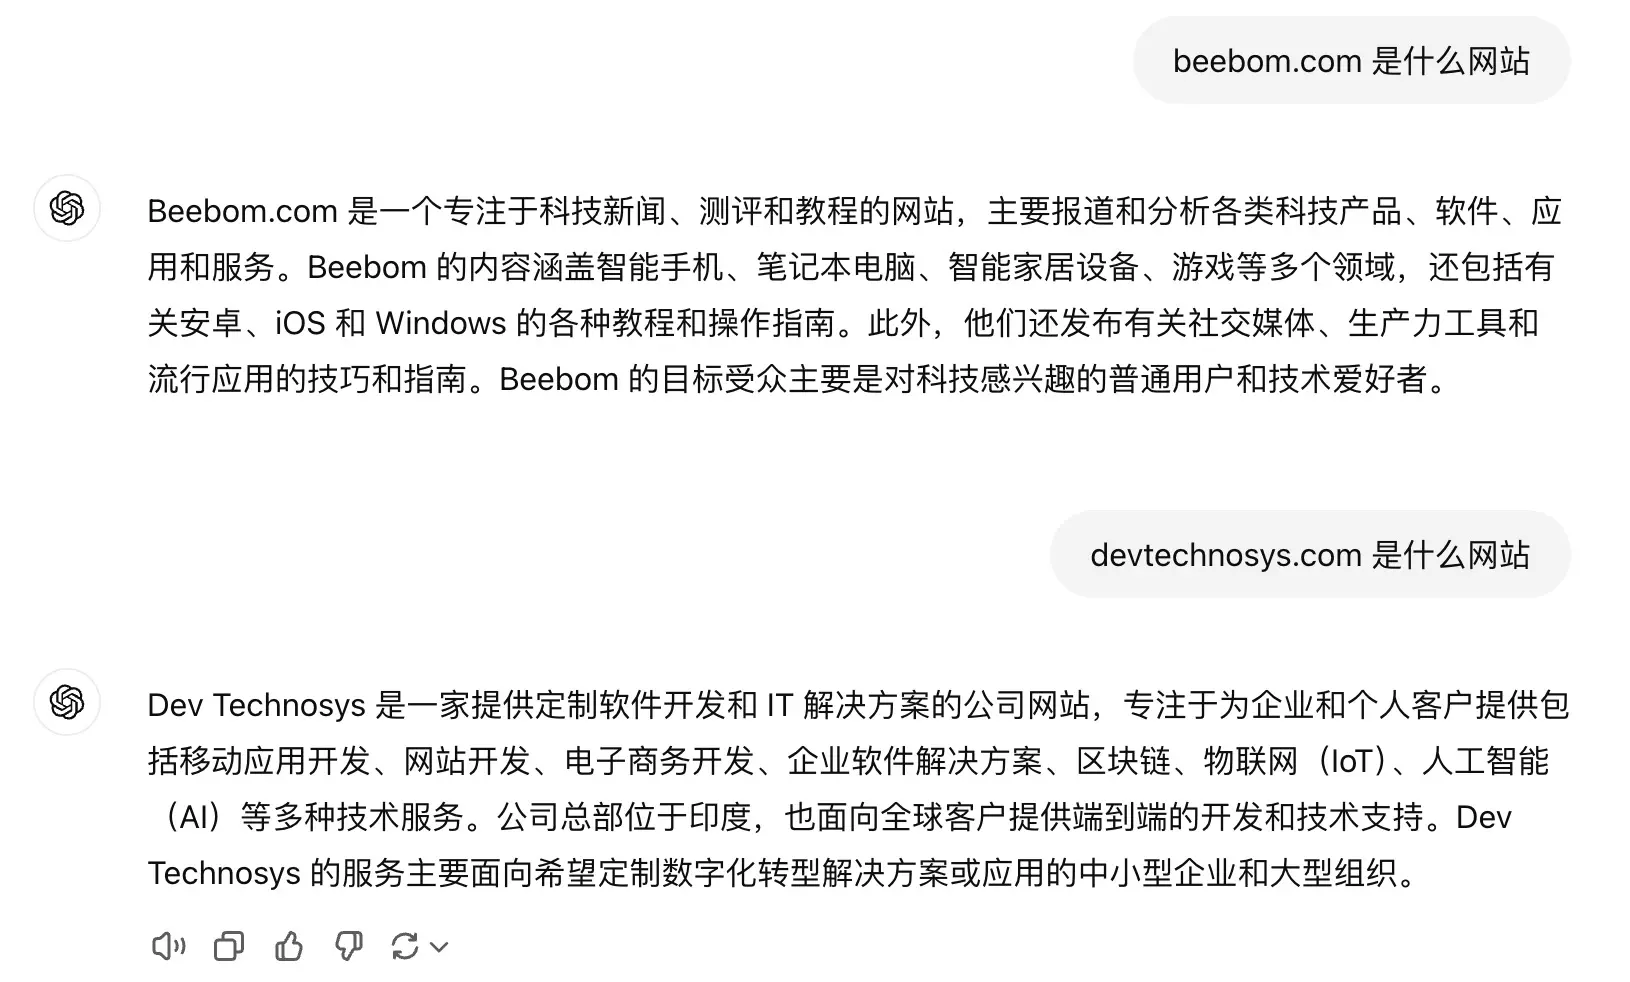 beebom.com 是什么网站
Beebom.com 是一个专注于科技新闻、测评和教程的网站，主要报道和分析各类科技产品、软件、应
用和服务。Beebom 的内容涵盖智能手机、笔记本电脑、智能家居设备、游戏等多个领域，还包括有
关安卓、iOS 和 Windows 的各种教程和操作指南。此外，他们还发布有关社交媒体、生产力工具和
流行应用的技巧和指南。Beebom 的目标受众主要是对科技感兴趣的普通用户和技术爱好者。
devtechnosys.com 是什么网站
Dev Technosys 是一家提供定制软件开发和 IT 解决方案的公司网站，专注于为企业和个人客户提供包
括移动应用开发、网站开发、电子商务开发、企业软件解决方案、区块链、物联网（IoT）、人工智能
（AI）等多种技术服务。公司总部位于印度，也面向全球客户提供端到端的开发和技术支持。Dev
Technosys 的服务主要面向希望定制数字化转型解决方案或应用的中小型企业和大型组织。